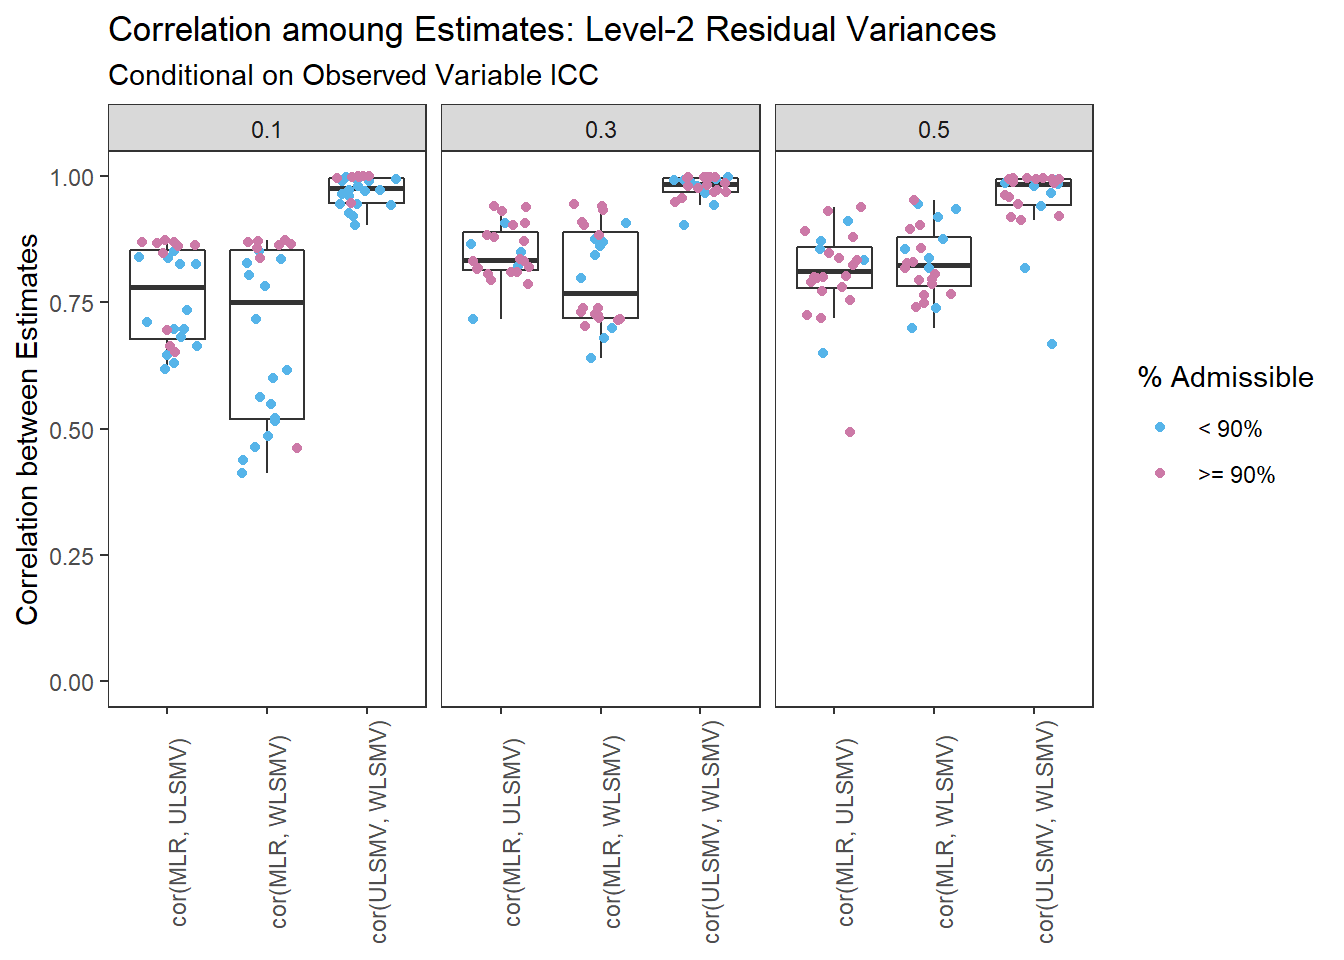 Correlation amoung Estimates: Level-2 Residual Variances
Conditional on Observed Variable ICC
0.1
0.3
0.5
Correlation between Estimates
1.00
0.75
0.50
0.25
0.00
cor(MLR, ULSMV)
cor(MLR, WLSMV)
cor(ULSMV, WLSMV)
cor(MLR, ULSMV)
cor(MLR, WLSMV)
cor(ULSMV, WLSMV)
cor(MLR, ULSMV)
cor(MLR, WLSMV)
cor(ULSMV, WLSMV)
% Admissible
< 90%
>= 90%